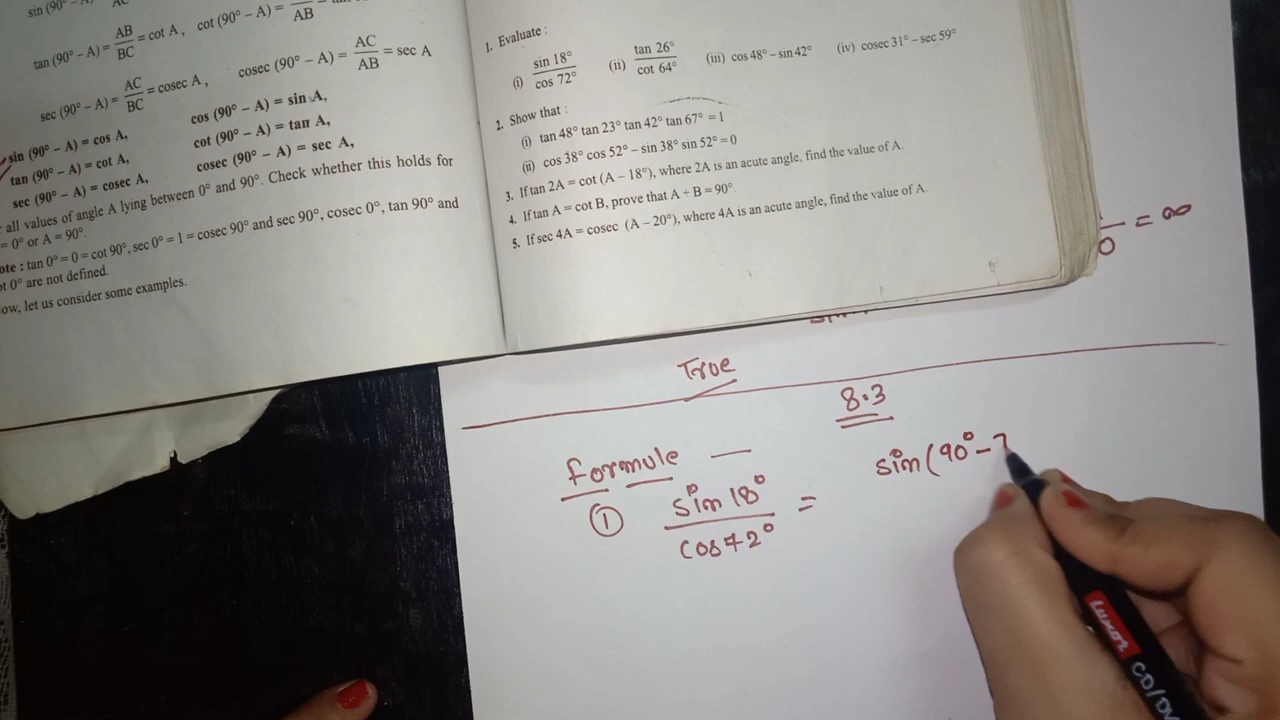 sin (90° – A)
tan (90° – A) = AB/BC = cot A , cot (90° – A) = /AB
sec (90° – A) = AC/BC = cosec A , cosec (90° – A) = AC/AB = sec A
sin (90° – A) = cos A, cos (90° – A) = sin A,
tan (90° – A) = cot A, cot (90° – A) = tan A,
sec (90° – A) = cosec A, cosec (90° – A) = sec A,
all values of angle A lying between 0° and 90°. Check whether this holds for
= 0° or A = 90°.
ote : tan 0° = 0 = cot 90°, sec 0° = 1 = cosec 90° and sec 90°, cosec 0°, tan 90° and
ot 0° are not defined.
ow, let us consider some examples.
1. Evaluate :
(i) sin 18°/cos 72° (ii) tan 26°/cot 64° (iii) cos 48° – sin 42° (iv) cosec 31° – sec 59°
2. Show that :
(i) tan 48° tan 23° tan 42° tan 67° = 1
(ii) cos 38° cos 52° – sin 38° sin 52° = 0
3. If tan 2A = cot (A – 18°), where 2A is an acute angle, find the value of A.
4. If tan A = cot B, prove that A + B = 90°.
5. If sec 4A = cosec (A – 20°), where 4A is an acute angle, find the value of A.
/0 = ∞
True
8.3
formule —
① sin 18°/cos 72° =
sin (90° – 7
Luxor
CD/DV